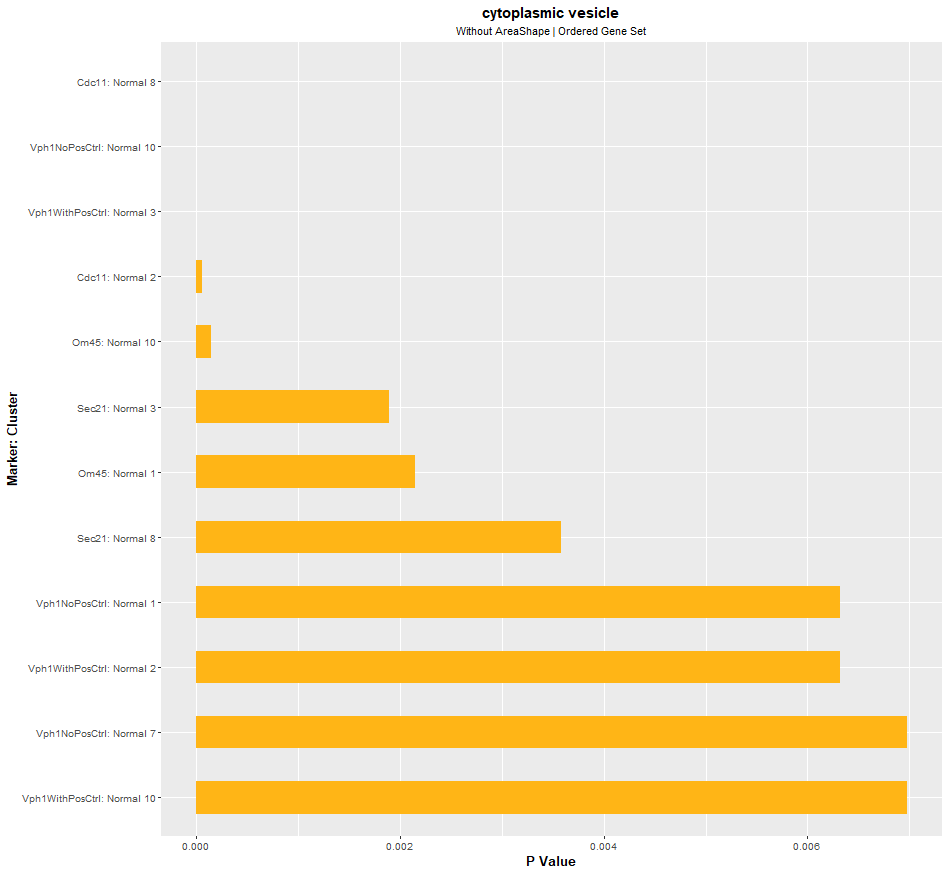 cytoplasmic vesicle
Without AreaShape | Ordered Gene Set
Marker: Cluster
Cdc11: Normal 8
Vph1NoPosCtrl: Normal 10
Vph1WithPosCtrl: Normal 3
Cdc11: Normal 2
Om45: Normal 10
Sec21: Normal 3
Om45: Normal 1
Sec21: Normal 8
Vph1NoPosCtrl: Normal 1
Vph1WithPosCtrl: Normal 2
Vph1NoPosCtrl: Normal 7
Vph1WithPosCtrl: Normal 10
0.000 0.002 0.004 0.006
P Value